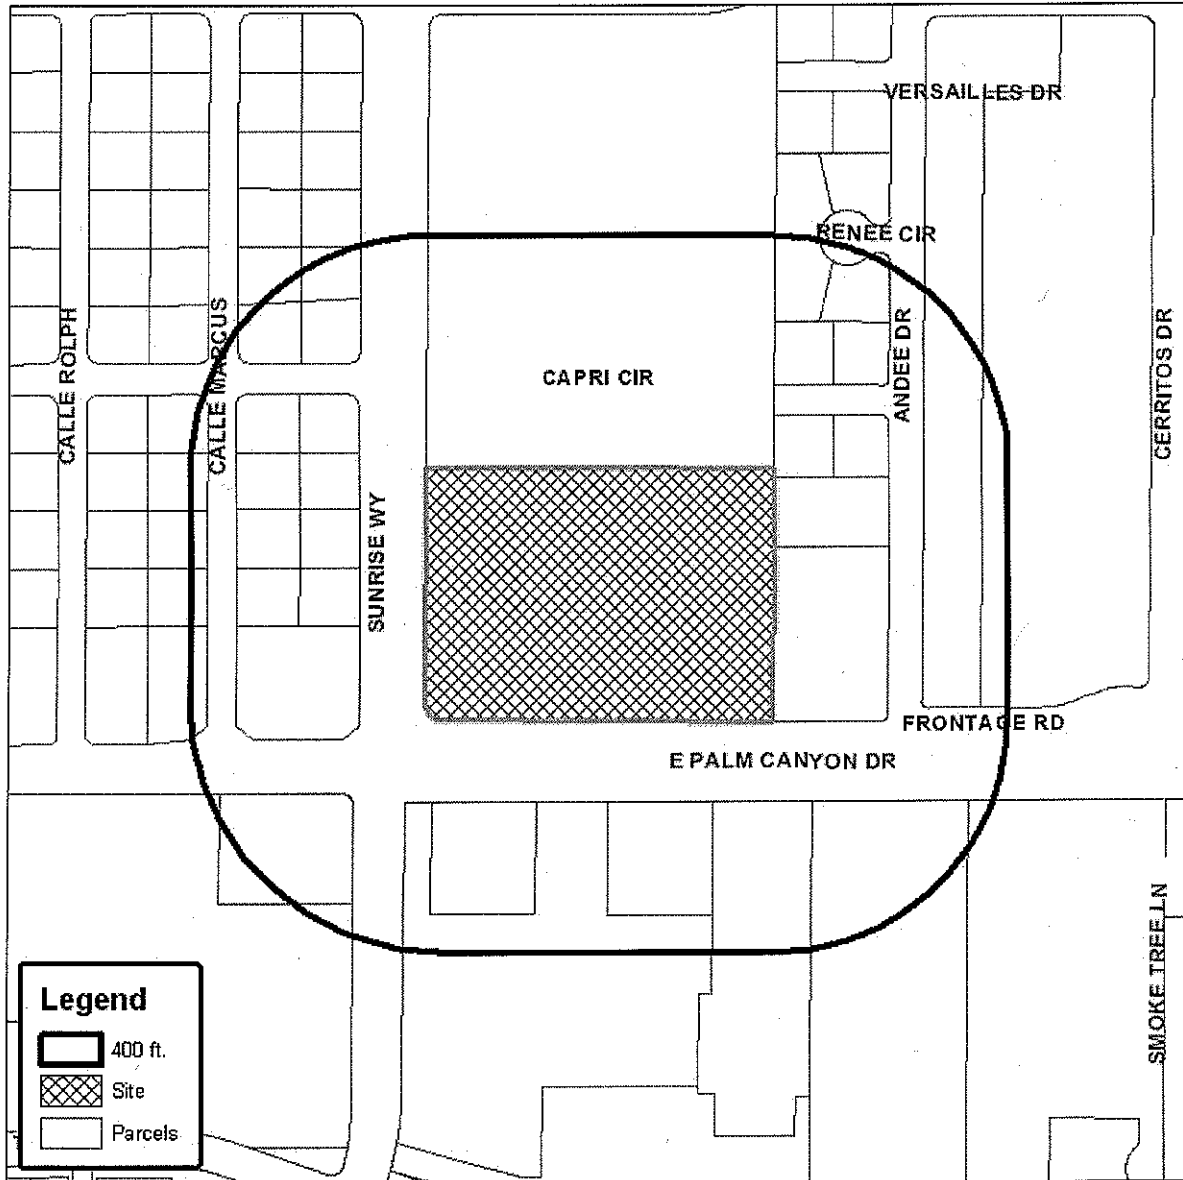 VERSAILLES DR
RENEE CIR
CALLE ROLPH
CALLE MARCUS
ANDEE DR
CERRITOS DR
CAPRI CIR
SUNRISE WY
FRONTAGE RD
E PALM CANYON DR
SMOKE TREE LN
Legend
400 ft.
Site
Parcels